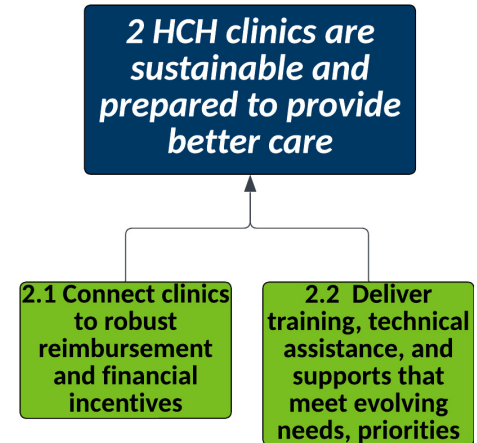 2 HCH clinics are
sustainable and
prepared to provide
better care
2.1 Connect clinics
to robust
reimbursement
and financial
incentives
2.2 Deliver
training, technical
assistance, and
supports that
meet evolving
needs, priorities